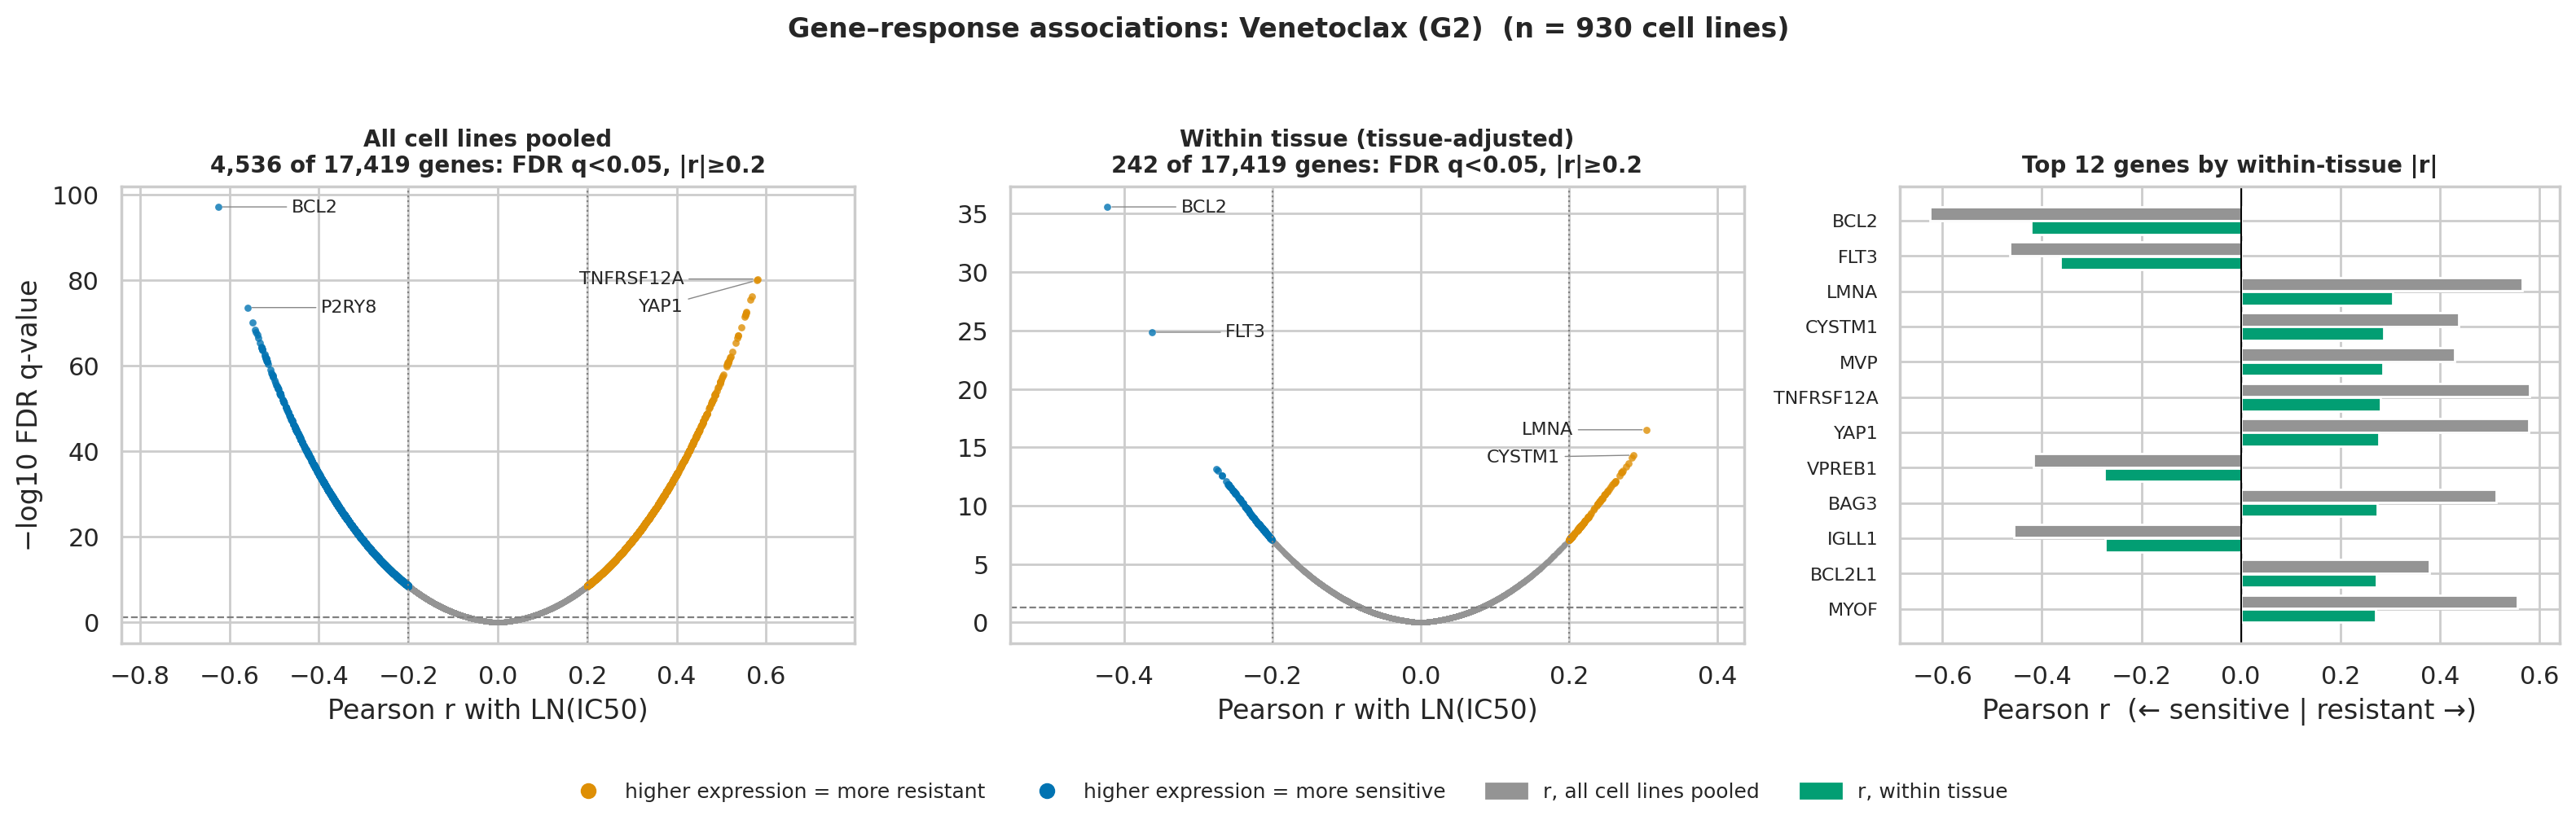 Gene–response associations: Venetoclax (G2)  (n = 930 cell lines)
All cell lines pooled
4,536 of 17,419 genes: FDR q<0.05, |r|≥0.2
−log10 FDR q-value
100
80
60
40
20
0
BCL2
TNFRSF12A
YAP1
P2RY8
−0.8 −0.6 −0.4 −0.2 0.0 0.2 0.4 0.6
Pearson r with LN(IC50)
Within tissue (tissue-adjusted)
242 of 17,419 genes: FDR q<0.05, |r|≥0.2
35
30
25
20
15
10
5
0
BCL2
FLT3
LMNA
CYSTM1
−0.4 −0.2 0.0 0.2 0.4
Pearson r with LN(IC50)
Top 12 genes by within-tissue |r|
BCL2
FLT3
LMNA
CYSTM1
MVP
TNFRSF12A
YAP1
VPREB1
BAG3
IGLL1
BCL2L1
MYOF
−0.6 −0.4 −0.2 0.0 0.2 0.4 0.6
Pearson r  (← sensitive | resistant →)
higher expression = more resistant
higher expression = more sensitive
r, all cell lines pooled
r, within tissue